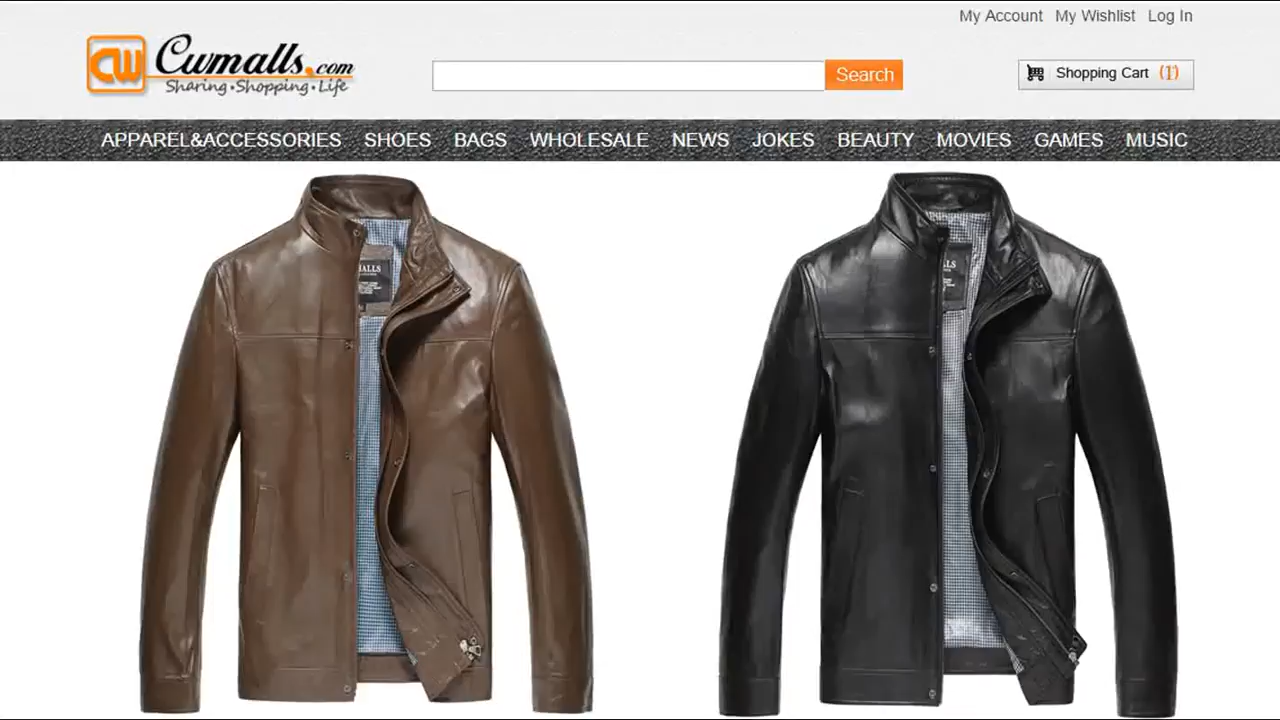 My Account My Wishlist Log In
CW Cwmalls.com
Sharing·Shopping·Life
Search
Shopping Cart (1)
APPAREL&ACCESSORIES SHOES BAGS WHOLESALE NEWS JOKES BEAUTY MOVIES GAMES MUSIC